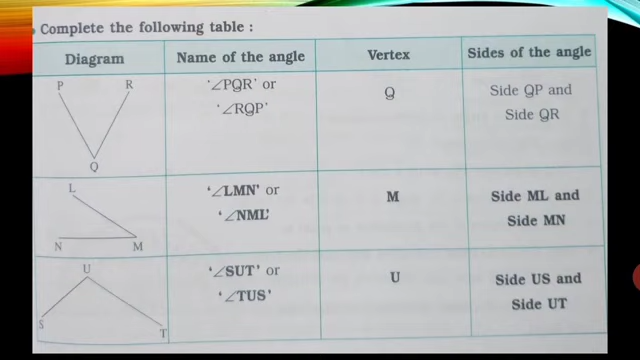 Complete the following table :
Diagram Name of the angle Vertex Sides of the angle
P R
'∠PQR' or
'∠RQP'
Q
Side QP and
Side QR
Q
L
N M
'∠LMN' or
'∠NML'
M
Side ML and
Side MN
U
S
T
'∠SUT' or
'∠TUS'
U
Side US and
Side UT